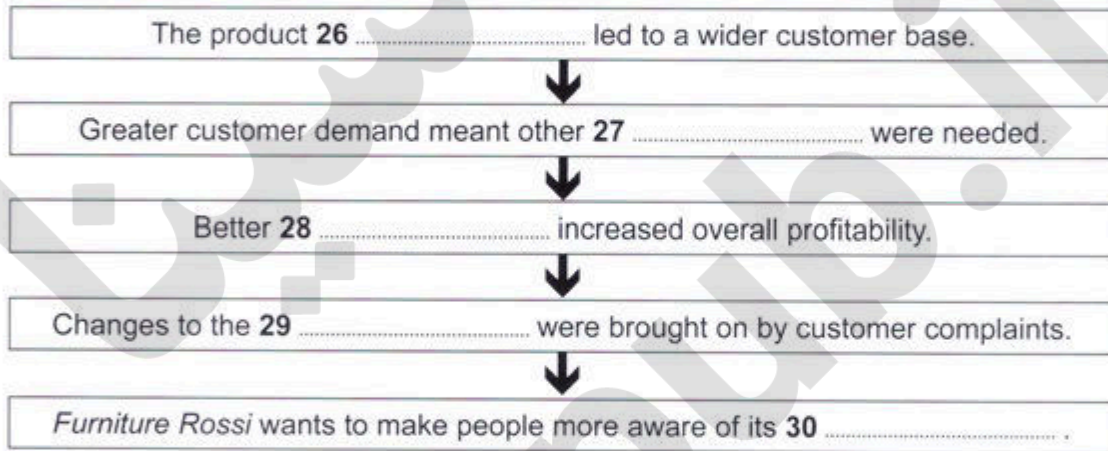 The product 26 ........................................ led to a wider customer base.
Greater customer demand meant other 27 ........................................ were needed.
Better 28 ........................................ increased overall profitability.
Changes to the 29 ........................................ were brought on by customer complaints.
Furniture Rossi wants to make people more aware of its 30 ........................................ .